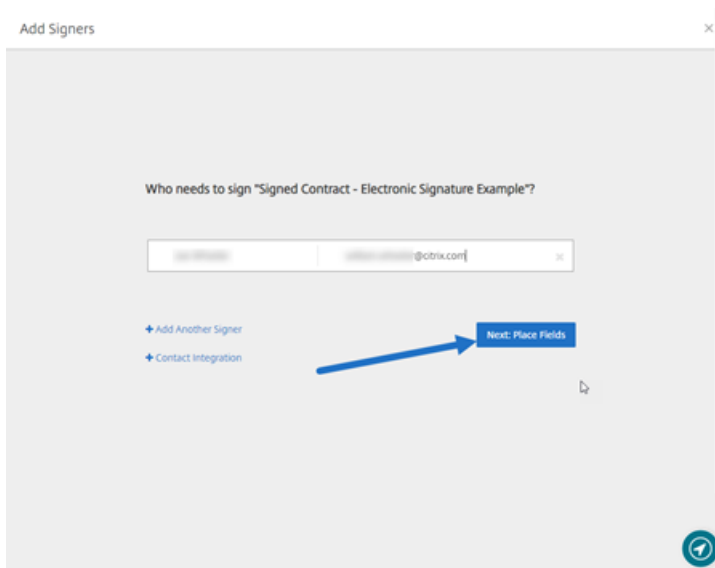 Add Signers
Who needs to sign "Signed Contract - Electronic Signature Example"?
@citrix.com
+ Add Another Signer
Next: Place Fields
+ Contact Integration